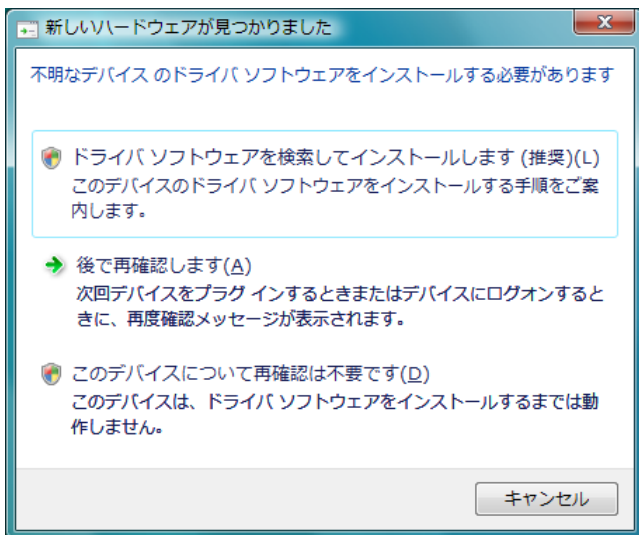 新しいハードウェアが見つかりました
不明なデバイス のドライバ ソフトウェアをインストールする必要があります
ドライバ ソフトウェアを検索してインストールします (推奨)(L)
このデバイスのドライバ ソフトウェアをインストールする手順をご案
内します。
後で再確認します(A)
次回デバイスをプラグ インするときまたはデバイスにログオンすると
きに、再度確認メッセージが表示されます。
このデバイスについて再確認は不要です(D)
このデバイスは、ドライバ ソフトウェアをインストールするまでは動
作しません。
キャンセル